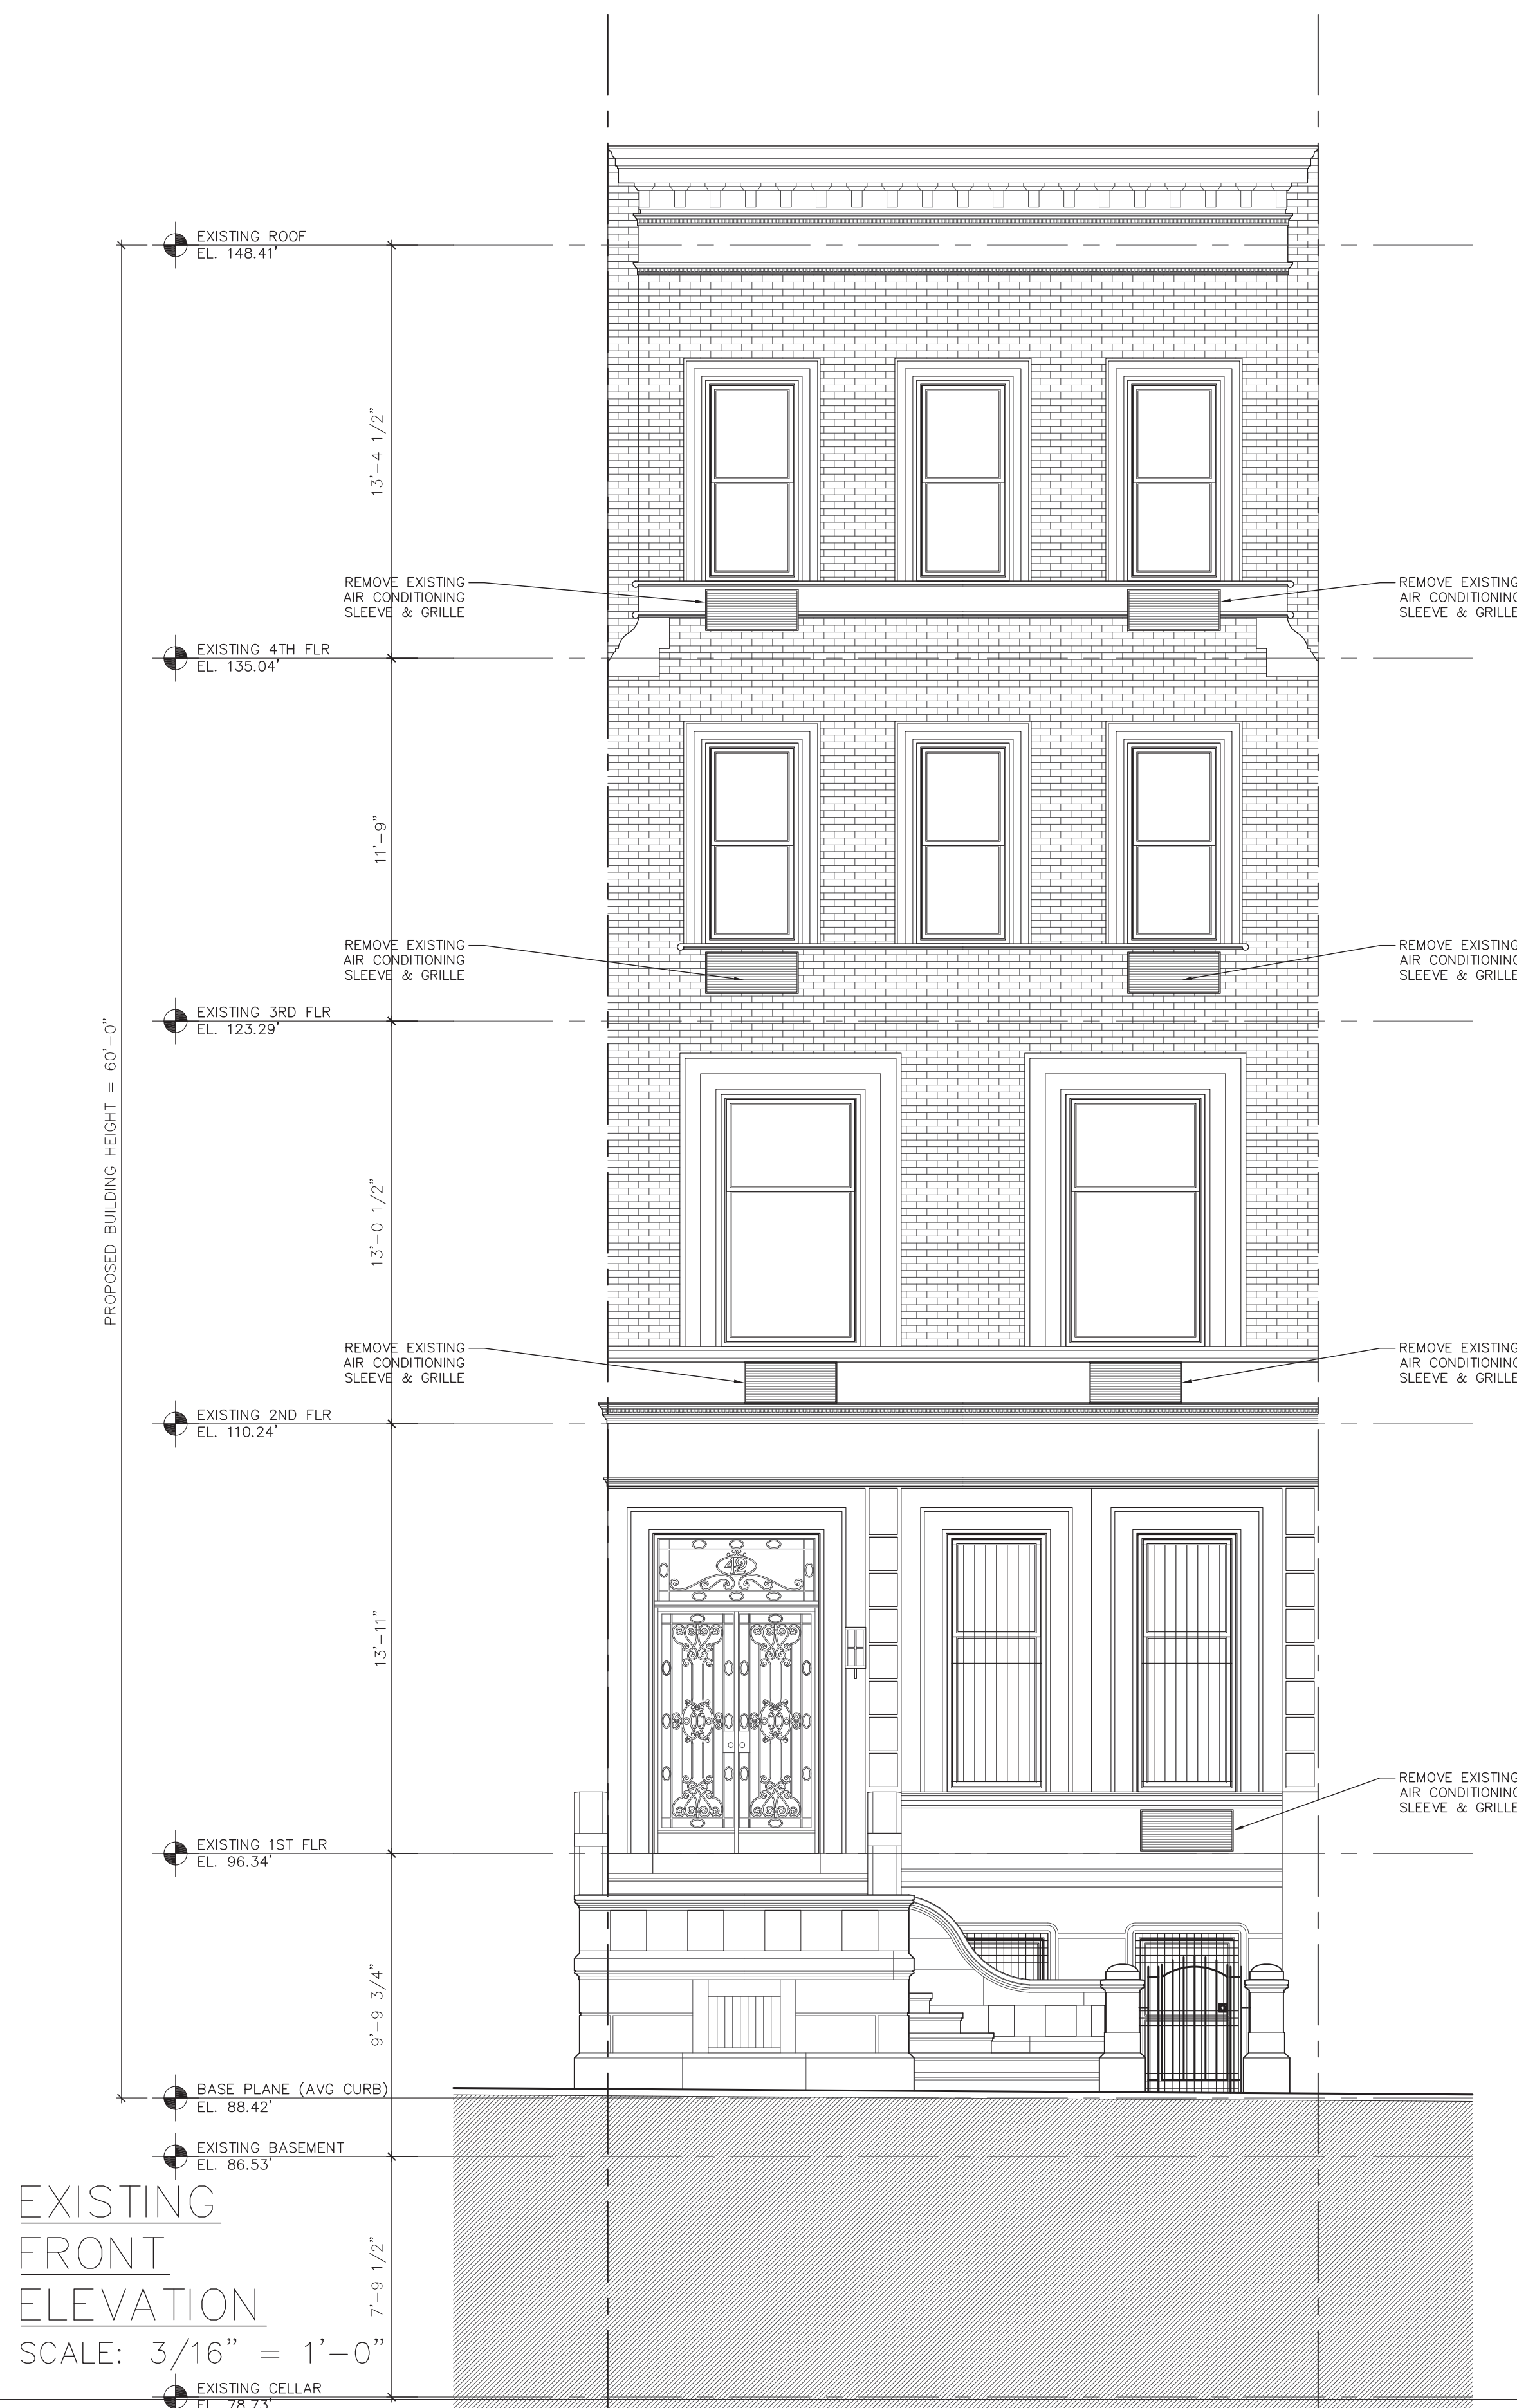 EXISTING ROOF
EL. 148.41'
13'-4 1/2"
REMOVE EXISTING
AIR CONDITIONING
SLEEVE & GRILLE
REMOVE EXISTING
AIR CONDITIONING
SLEEVE & GRILLE
EXISTING 4TH FLR
EL. 135.04'
11'-9"
REMOVE EXISTING
AIR CONDITIONING
SLEEVE & GRILLE
REMOVE EXISTING
AIR CONDITIONING
SLEEVE & GRILLE
EXISTING 3RD FLR
EL. 123.29'
PROPOSED BUILDING HEIGHT = 60'-0"
13'-0 1/2"
REMOVE EXISTING
AIR CONDITIONING
SLEEVE & GRILLE
REMOVE EXISTING
AIR CONDITIONING
SLEEVE & GRILLE
EXISTING 2ND FLR
EL. 110.24'
42
13'-11"
REMOVE EXISTING
AIR CONDITIONING
SLEEVE & GRILLE
EXISTING 1ST FLR
EL. 96.34'
9'-9 3/4"
BASE PLANE (AVG CURB)
EL. 88.42'
EXISTING BASEMENT
EL. 86.53'
7'-9 1/2"
EXISTING
FRONT
ELEVATION
SCALE: 3/16" = 1'-0"
EXISTING CELLAR
EL. 78.73'